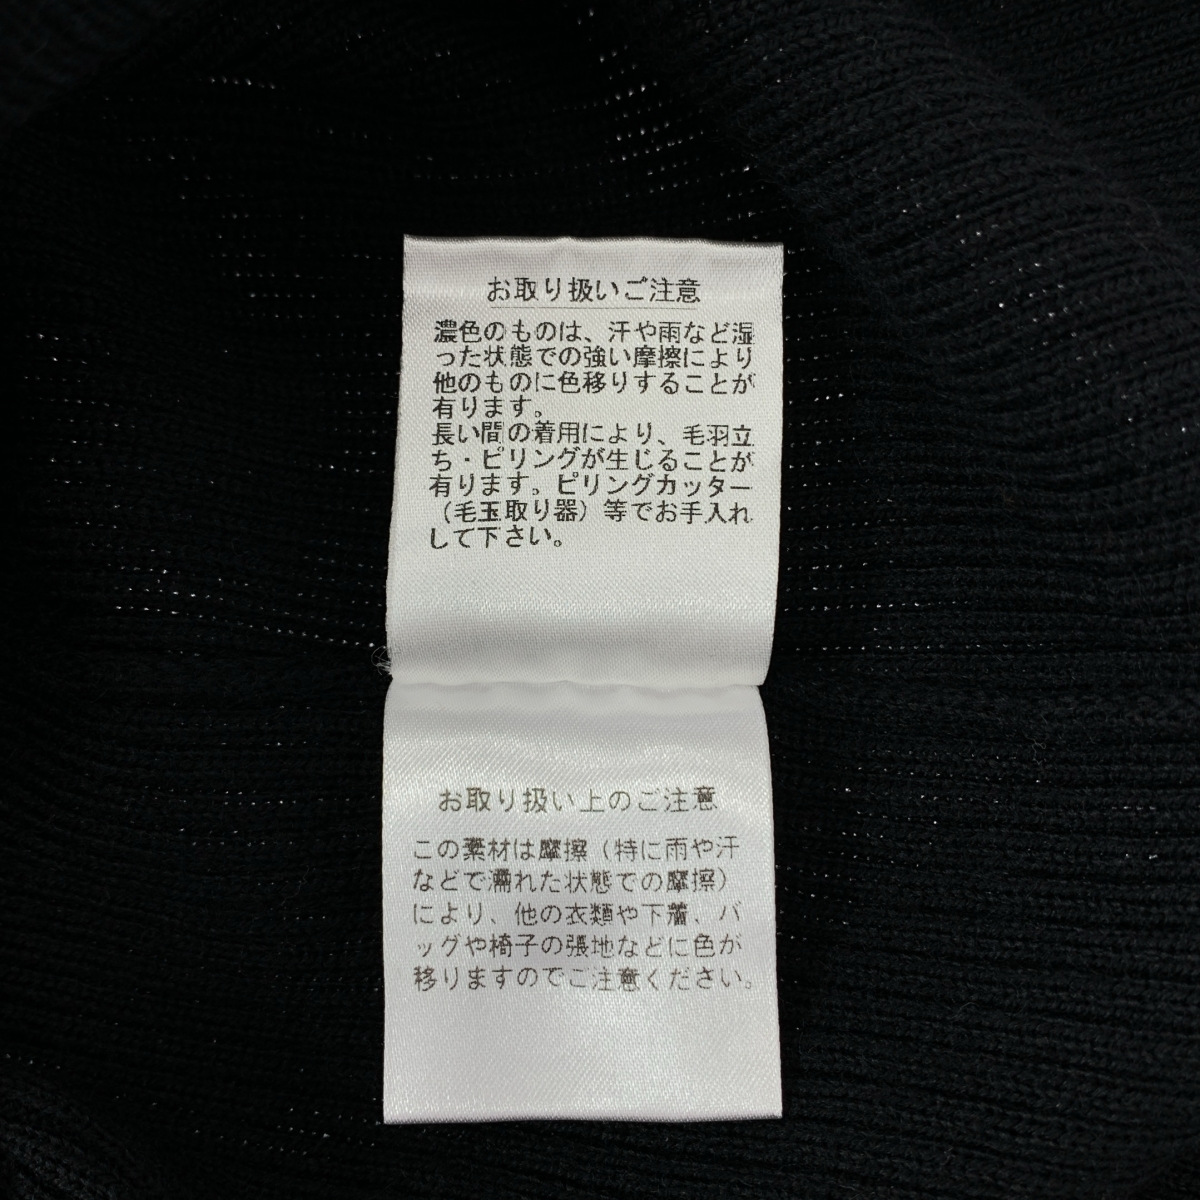 お取り扱いご注意
濃色のものは、汗や雨など湿
った状態での強い摩擦により
他のものに色移りすることが
有ります。
長い間の着用により、毛羽立
ち・ピリングが生じることが
有ります。ピリングカッター
（毛玉取り器）等でお手入れ
して下さい。
お取り扱い上のご注意
この素材は摩擦（特に雨や汗
などで濡れた状態での摩擦）
により、他の衣類や下着、バ
ッグや椅子の張地などに色が
移りますのでご注意ください。